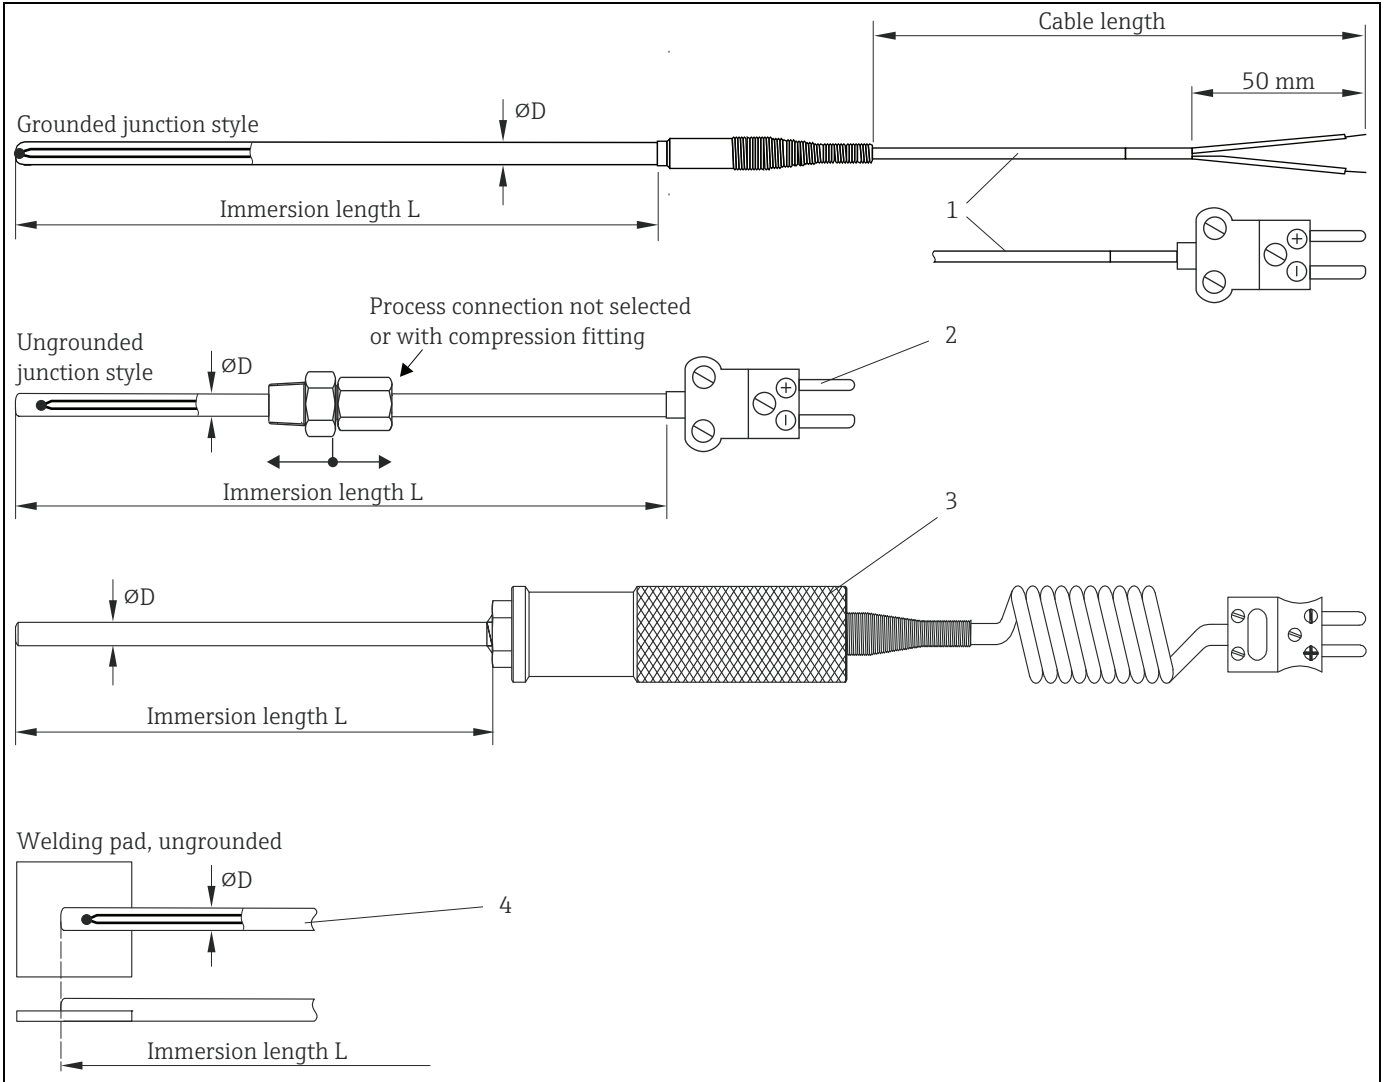 Cable length
50 mm
ØD
Grounded junction style
Immersion length L
1
+
−
Process connection not selected
or with compression fitting
2
Ungrounded
junction style
ØD
+
−
Immersion length L
3
ØD
Immersion length L
Welding pad, ungrounded
ØD
4
Immersion length L